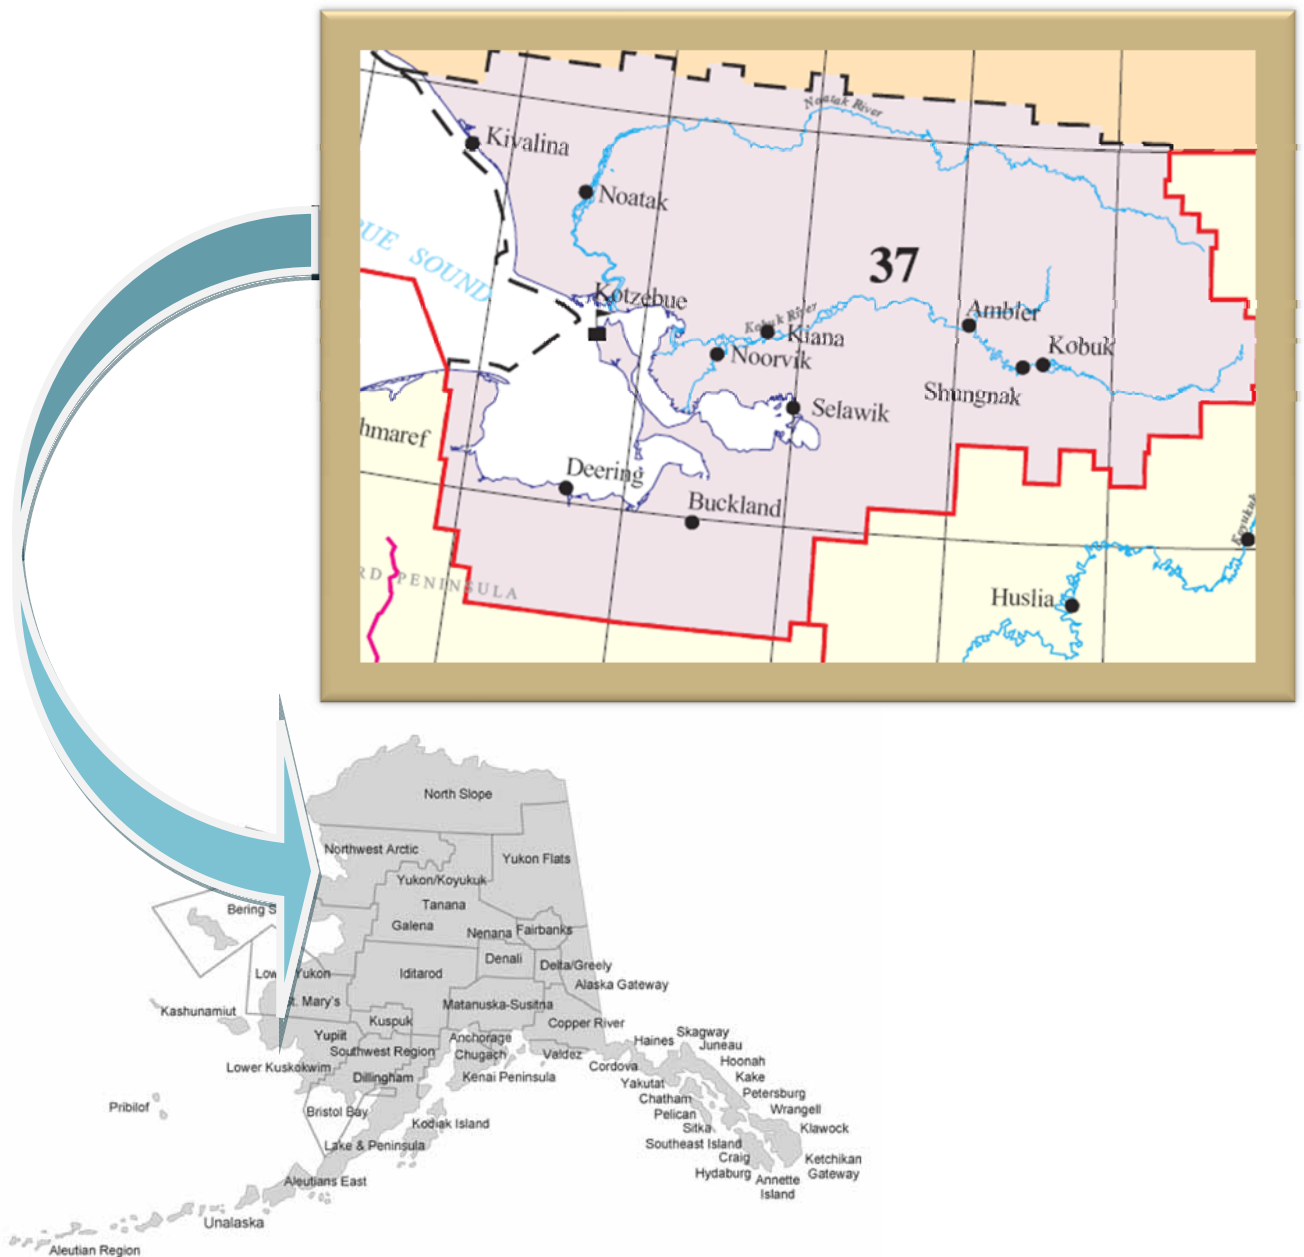 Noatak River
Kivalina
Noatak
UE SOUND
37
Kotzebue
Kobuk River
Ambler
Kiana
Noorvik
Kobuk
Shungnak
Selawik
hmaref
Deering
Buckland
Koyukuk
RD PENINSULA
Huslia
North Slope
Northwest Arctic
Yukon Flats
Yukon/Koyukuk
Tanana
Bering S
Galena
Nenana
Fairbanks
Denali
Delta/Greely
Low Yukon
Iditarod
Alaska Gateway
t. Mary's
Matanuska-Susitna
Kashunamiut
Kuspuk
Copper River
Yupiit
Anchorage
Haines
Skagway
Juneau
Southwest Region
Chugach
Valdez
Hoonah
Lower Kuskokwim
Cordova
Dillingham
Kenai Peninsula
Kake
Yakutat
Petersburg
Chatham
Pribilof
Bristol Bay
Pelican
Wrangell
Kodiak Island
Sitka
Klawock
Lake & Peninsula
Southeast Island
Craig
Ketchikan
Gateway
Hydaburg
Aleutians East
Annette
Island
Unalaska
Aleutian Region